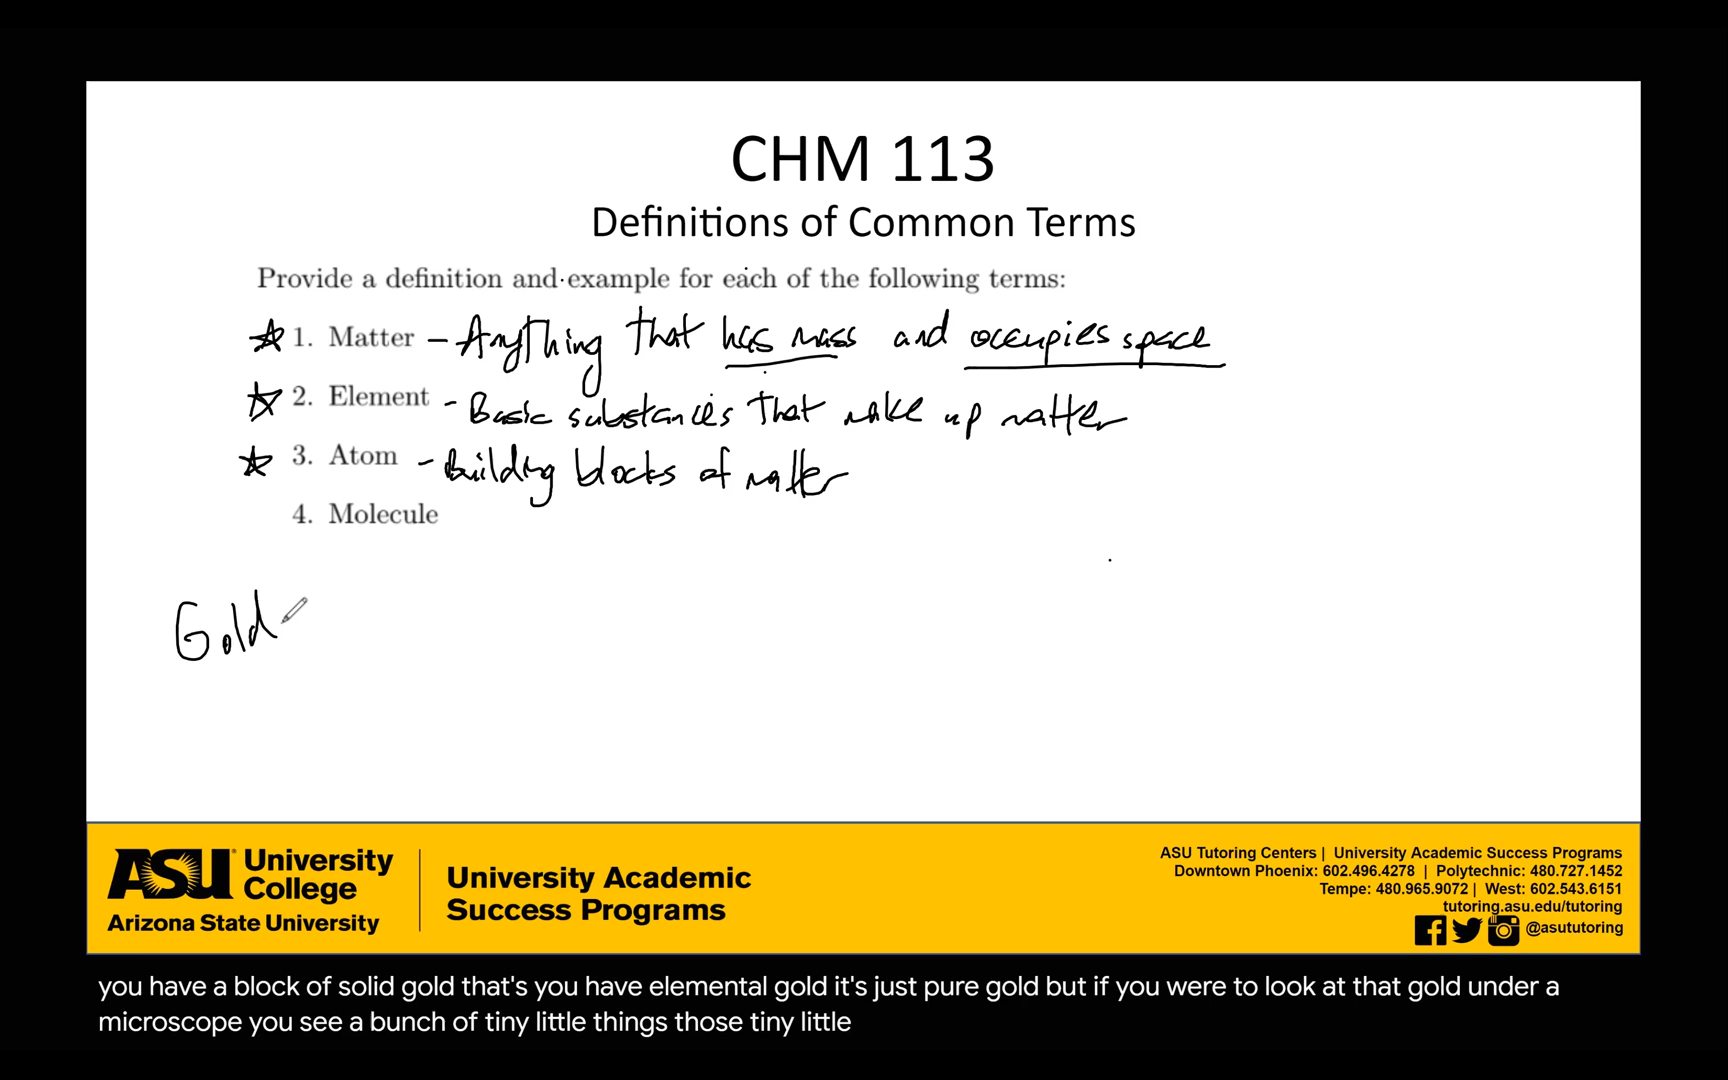 CHM 113
Definitions of Common Terms
Provide a definition and example for each of the following terms:
1. Matter – Anything that has mass and occupies space
2. Element - Basic substances that make up matter
3. Atom - Building blocks of matter
4. Molecule
Gold
ASU University College
Arizona State University
University Academic
Success Programs
ASU Tutoring Centers | University Academic Success Programs
Downtown Phoenix: 602.496.4278 | Polytechnic: 480.727.1452
Tempe: 480.965.9072 | West: 602.543.6151
tutoring.asu.edu/tutoring
@asututoring
you have a block of solid gold that's you have elemental gold it's just pure gold but if you were to look at that gold under a
microscope you see a bunch of tiny little things those tiny little